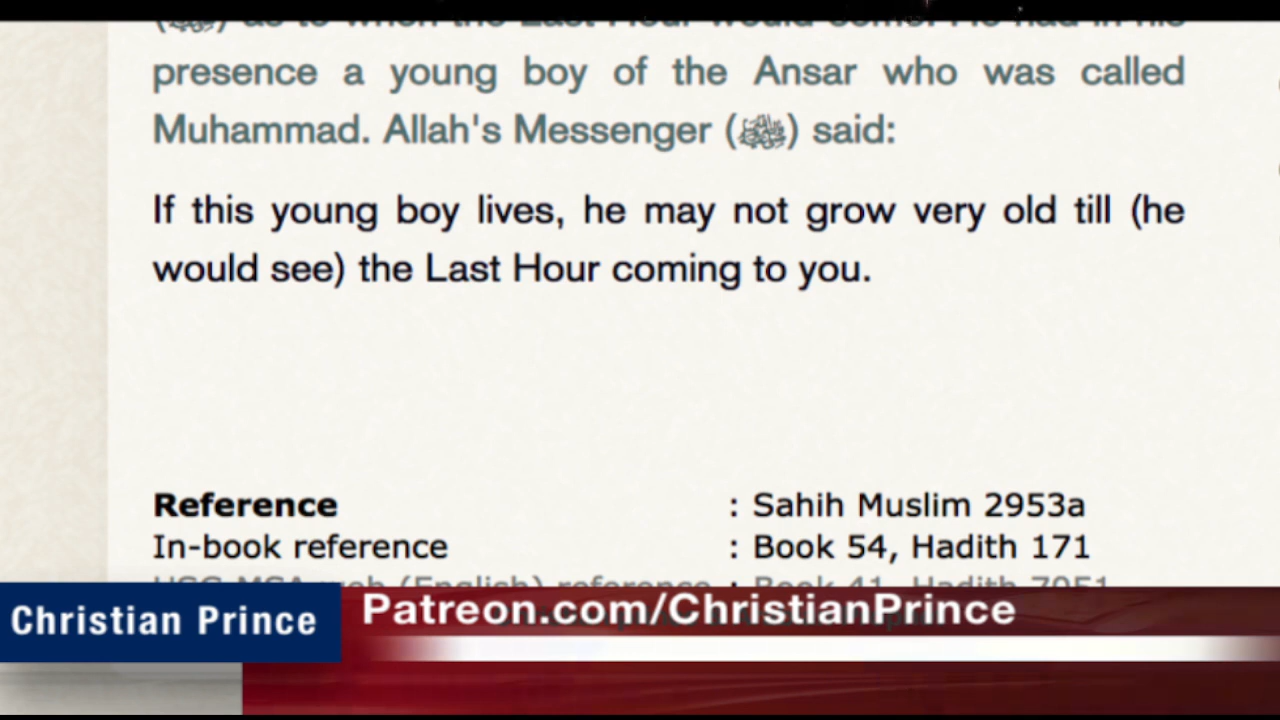 presence a young boy of the Ansar who was called
Muhammad. Allah's Messenger (ﷺ) said:
If this young boy lives, he may not grow very old till (he
would see) the Last Hour coming to you.
Reference : Sahih Muslim 2953a
In-book reference : Book 54, Hadith 171
Christian Prince
Patreon.com/ChristianPrince